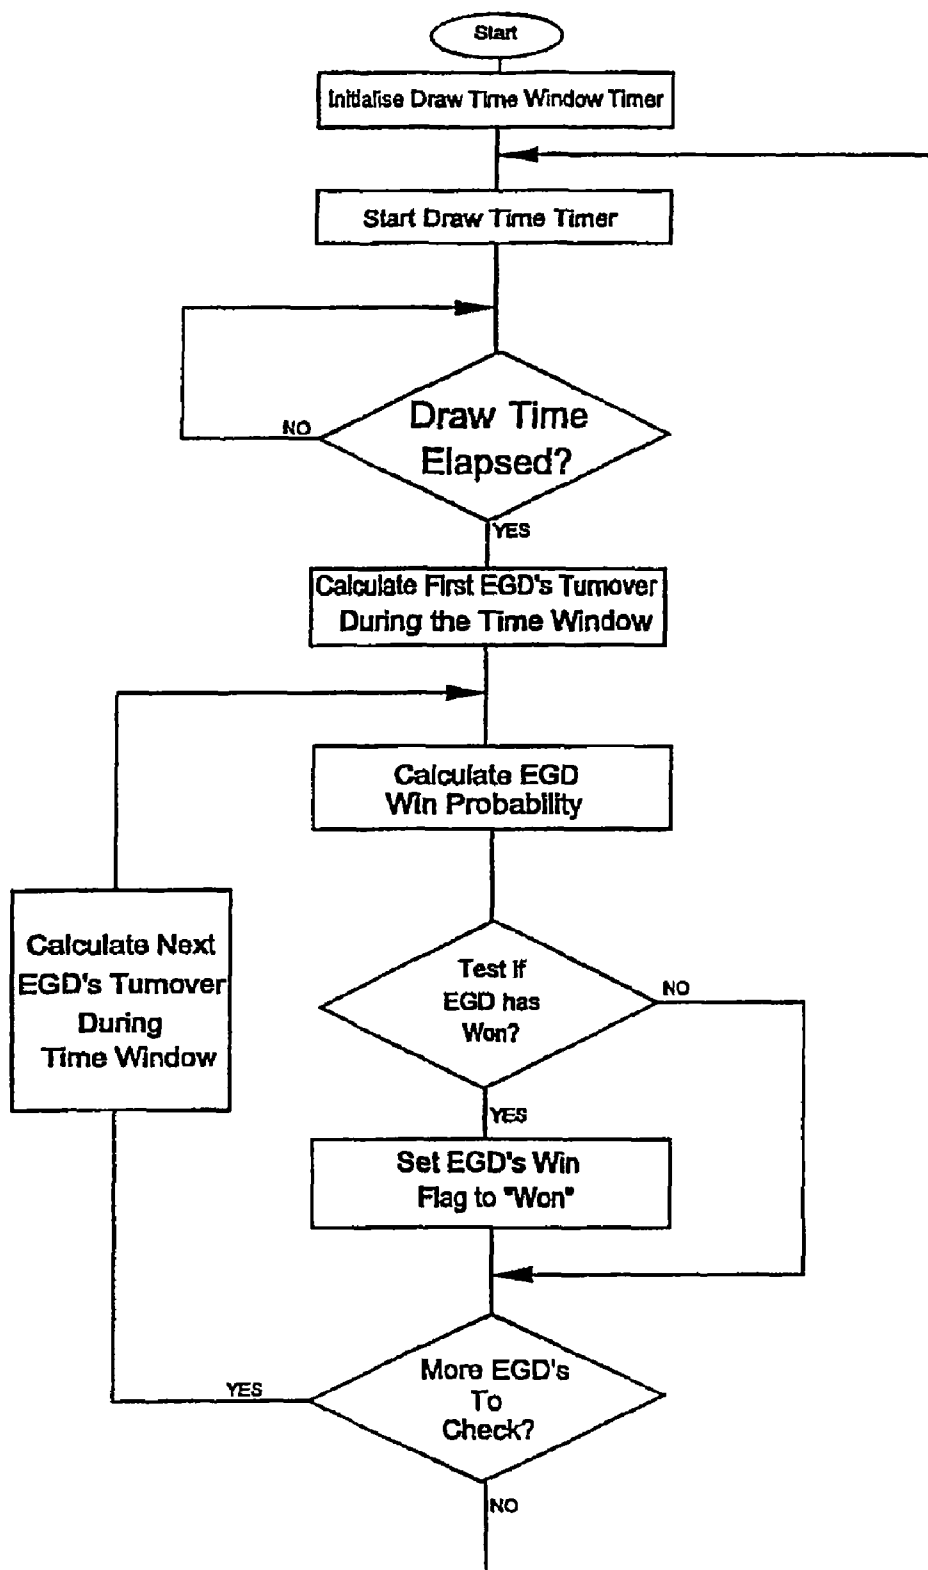 Start
Initialise Draw Time Window Timer
Start Draw Time Timer
Draw Time
Elapsed?
NO
YES
Calculate First EGD's Turnover
During the Time Window
Calculate EGD
Win Probability
Calculate Next
EGD's Turnover
During
Time Window
Test if
EGD has
Won?
NO
YES
Set EGD's Win
Flag to "Won"
More EGD's
To
Check?
YES
NO